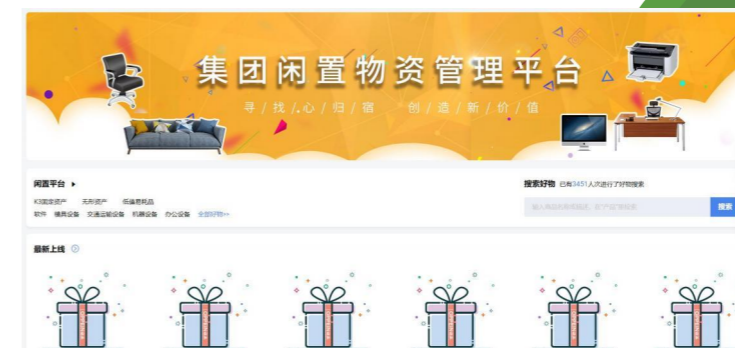 集团闲置物资管理平台
寻/找/心/归/宿 创/造/新/价/值
闲置平台
搜索好物 已有3451人次进行了好物搜索
K3固定资产 无形资产 低值易耗品
软件 模具设备 交通运输设备 机器设备 办公设备 全部好物>>
搜索
最新上线